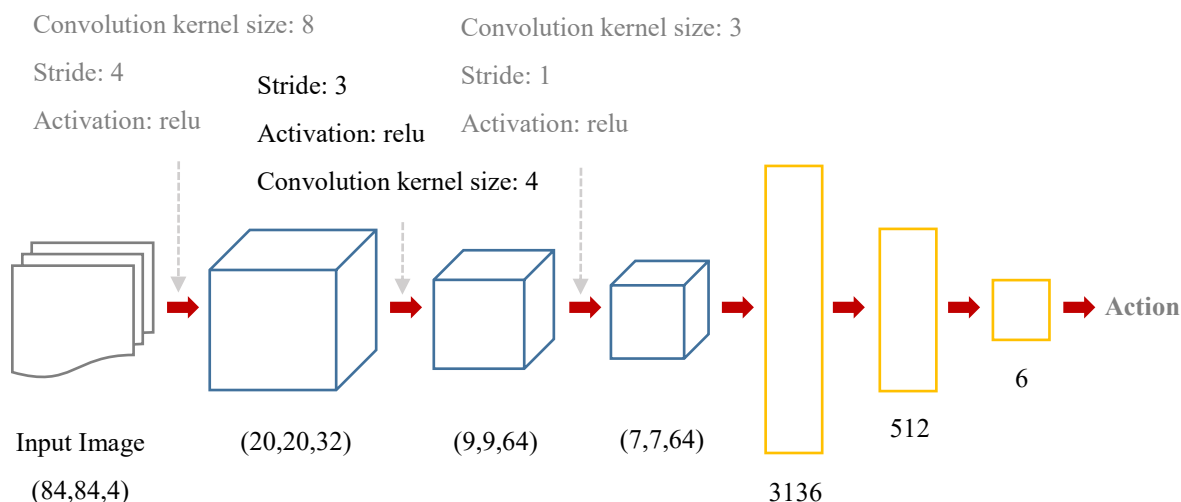 Convolution kernel size: 8
Stride: 4
Activation: relu
Stride: 3
Activation: relu
Convolution kernel size: 4
Convolution kernel size: 3
Stride: 1
Activation: relu
Action
Input Image
(84,84,4)
(20,20,32)
(9,9,64)
(7,7,64)
3136
512
6